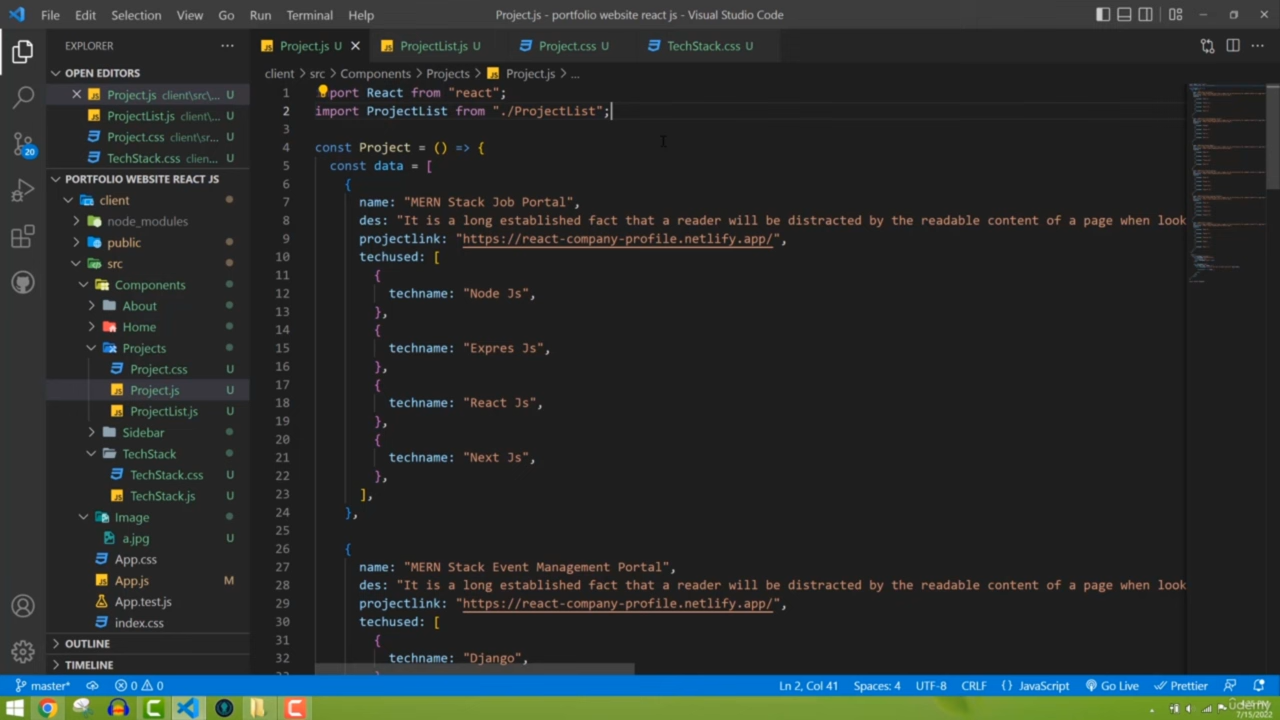 File Edit Selection View Go Run Terminal Help Project.js - portfolio website react js - Visual Studio Code
EXPLORER
Project.js U ProjectList.js U Project.css U TechStack.css U
OPEN EDITORS
client > src > Components > Projects > Project.js > ...
Project.js client\src\... U
ProjectList.js client\src\... U
Project.css client\sr... U
TechStack.css clien... U
PORTFOLIO WEBSITE REACT JS
client
node_modules
public
src
Components
About
Home
Projects
Project.css U
Project.js U
ProjectList.js U
Sidebar
TechStack
TechStack.css U
TechStack.js U
Image
a.jpg U
App.css
App.js M
App.test.js
index.css
OUTLINE
TIMELINE
20
1 port React from "react";
2 import ProjectList from "./ProjectList";
3
4 const Project = () => {
5 const data = [
6 {
7 name: "MERN Stack Job Portal",
8 des: "It is a long established fact that a reader will be distracted by the readable content of a page when look
9 projectlink: "https://react-company-profile.netlify.app/",
10 techused: [
11 {
12 techname: "Node Js",
13 },
14 {
15 techname: "Expres Js",
16 },
17 {
18 techname: "React Js",
19 },
20 {
21 techname: "Next Js",
22 },
23 ],
24 },
25
26 {
27 name: "MERN Stack Event Management Portal",
28 des: "It is a long established fact that a reader will be distracted by the readable content of a page when look
29 projectlink: "https://react-company-profile.netlify.app/",
30 techused: [
31 {
32 techname: "Django",
master* 0 0 Ln 2, Col 41 Spaces: 4 UTF-8 CRLF {} JavaScript Go Live Prettier
udemy
7/15/2022